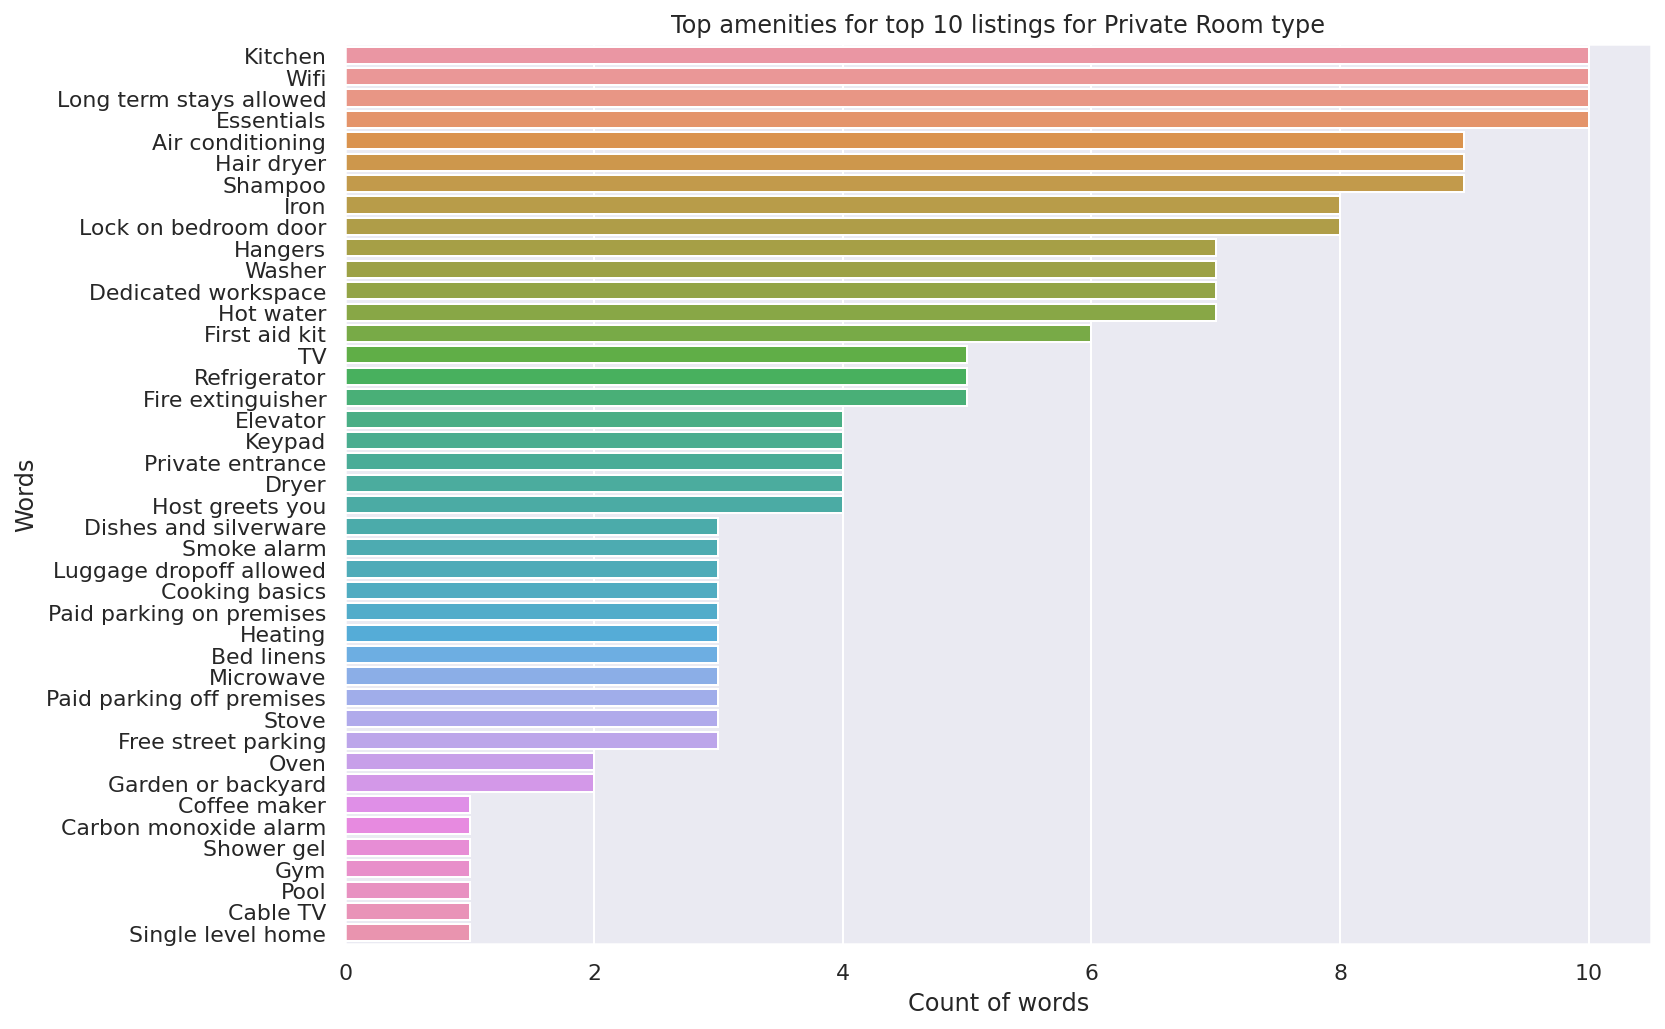 Top amenities for top 10 listings for Private Room type
Words
Kitchen
Wifi
Long term stays allowed
Essentials
Air conditioning
Hair dryer
Shampoo
Iron
Lock on bedroom door
Hangers
Washer
Dedicated workspace
Hot water
First aid kit
TV
Refrigerator
Fire extinguisher
Elevator
Keypad
Private entrance
Dryer
Host greets you
Dishes and silverware
Smoke alarm
Luggage dropoff allowed
Cooking basics
Paid parking on premises
Heating
Bed linens
Microwave
Paid parking off premises
Stove
Free street parking
Oven
Garden or backyard
Coffee maker
Carbon monoxide alarm
Shower gel
Gym
Pool
Cable TV
Single level home
0 2 4 6 8 10
Count of words